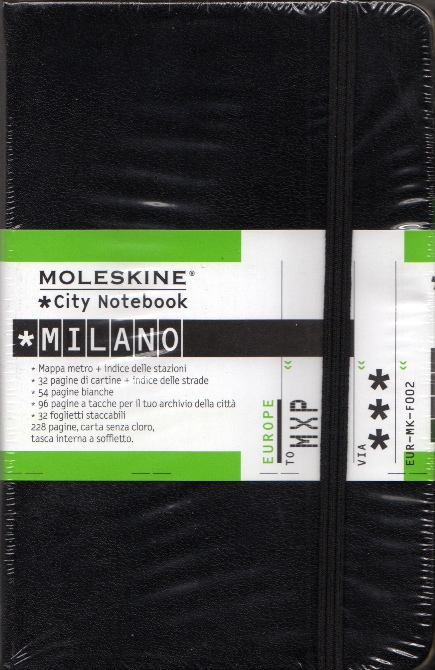 MOLESKINE®
*City Notebook
*MILANO
* Mappa metro + indice delle stazioni
* 32 pagine di cartine + indice delle strade
* 54 pagine bianche
* 96 pagine a tacche per il tuo archivio della città
* 32 foglietti staccabili
228 pagine, carta senza cloro,
tasca interna a soffietto.
EUROPE
TO
MXP
VIA
***
EUR-MK-F002